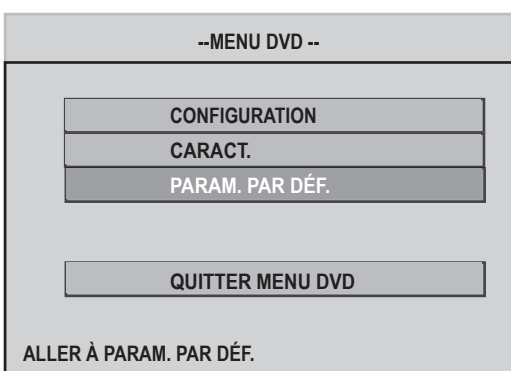 --MENU DVD --
CONFIGURATION
CARACT.
PARAM. PAR DÉF.
QUITTER MENU DVD
ALLER À PARAM. PAR DÉF.